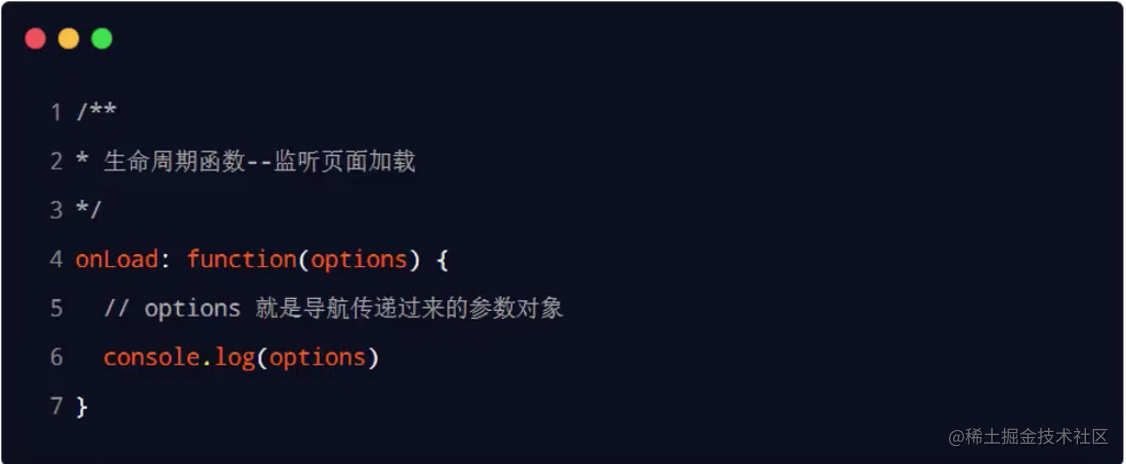 1 /**
2 * 生命周期函数--监听页面加载
3 */
4 onLoad: function(options) {
5   // options 就是导航传递过来的参数对象
6   console.log(options)
7 }
@稀土掘金技术社区